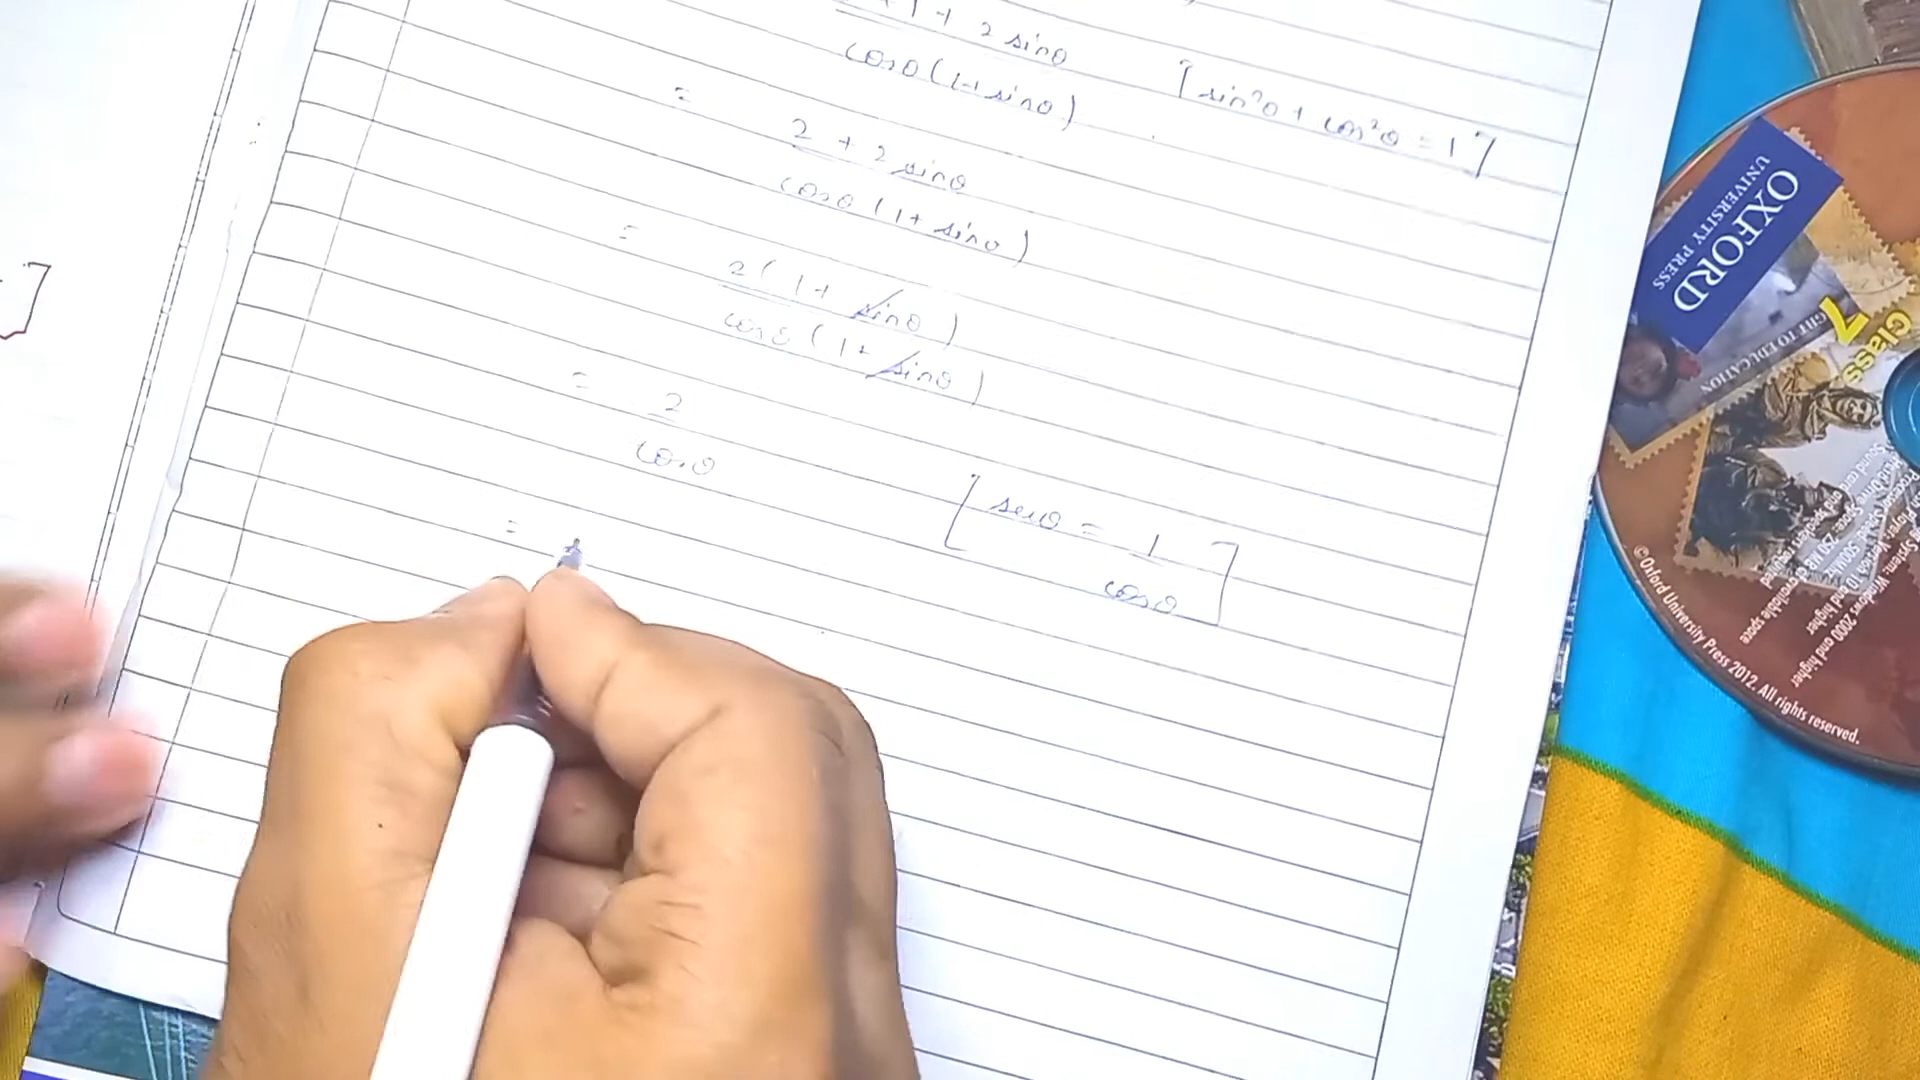 1 + 2 sinθ
cosθ (1+ sinθ)
[ sin²θ + cos²θ = 1 ]
=
2 + 2 sinθ
cosθ (1 + sinθ)
=
2 ( 1 + sinθ )
cosθ ( 1 + sinθ )
=
2
cosθ
[ secθ = 1
cosθ ]
=
OXFORD
UNIVERSITY PRESS
Class 7
RIGHT TO EDUCATION
© Oxford University Press 2012. All rights reserved.